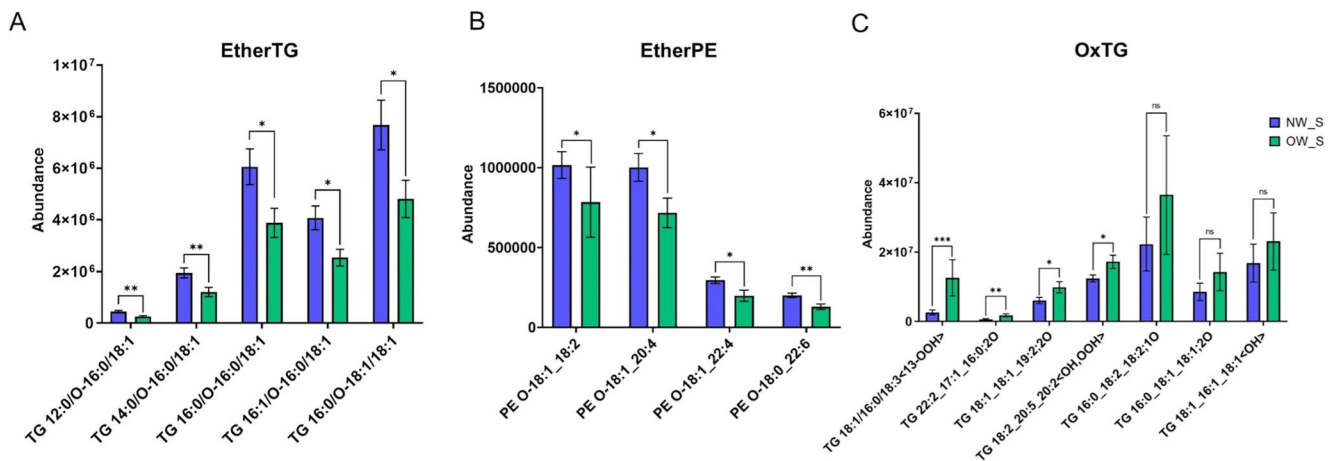 A
EtherTG
Abundance
1×10⁷
8×10⁶
6×10⁶
4×10⁶
2×10⁶
0
**
**
*
*
*
TG 12:0/O-16:0/18:1
TG 14:0/O-16:0/18:1
TG 16:0/O-16:0/18:1
TG 16:1/O-16:0/18:1
TG 16:0/O-18:1/18:1
B
EtherPE
Abundance
1500000
1000000
500000
0
*
*
*
**
PE O-18:1_18:2
PE O-18:1_20:4
PE O-18:1_22:4
PE O-18:0_22:6
C
OxTG
Abundance
6×10⁷
4×10⁷
2×10⁷
0
***
**
*
*
ns
ns
ns
TG 18:1/16:0/18:3<13-OOH>
TG 22:2_17:1_16:0;2O
TG 18:1_18:1_19:2;2O
TG 18:2_20:5_20:2<OH,OOH>
TG 16:0_18:2_18:2;1O
TG 16:0_18:1_18:1;2O
TG 18:1_16:1_18:1<OH>
NW_S
OW_S